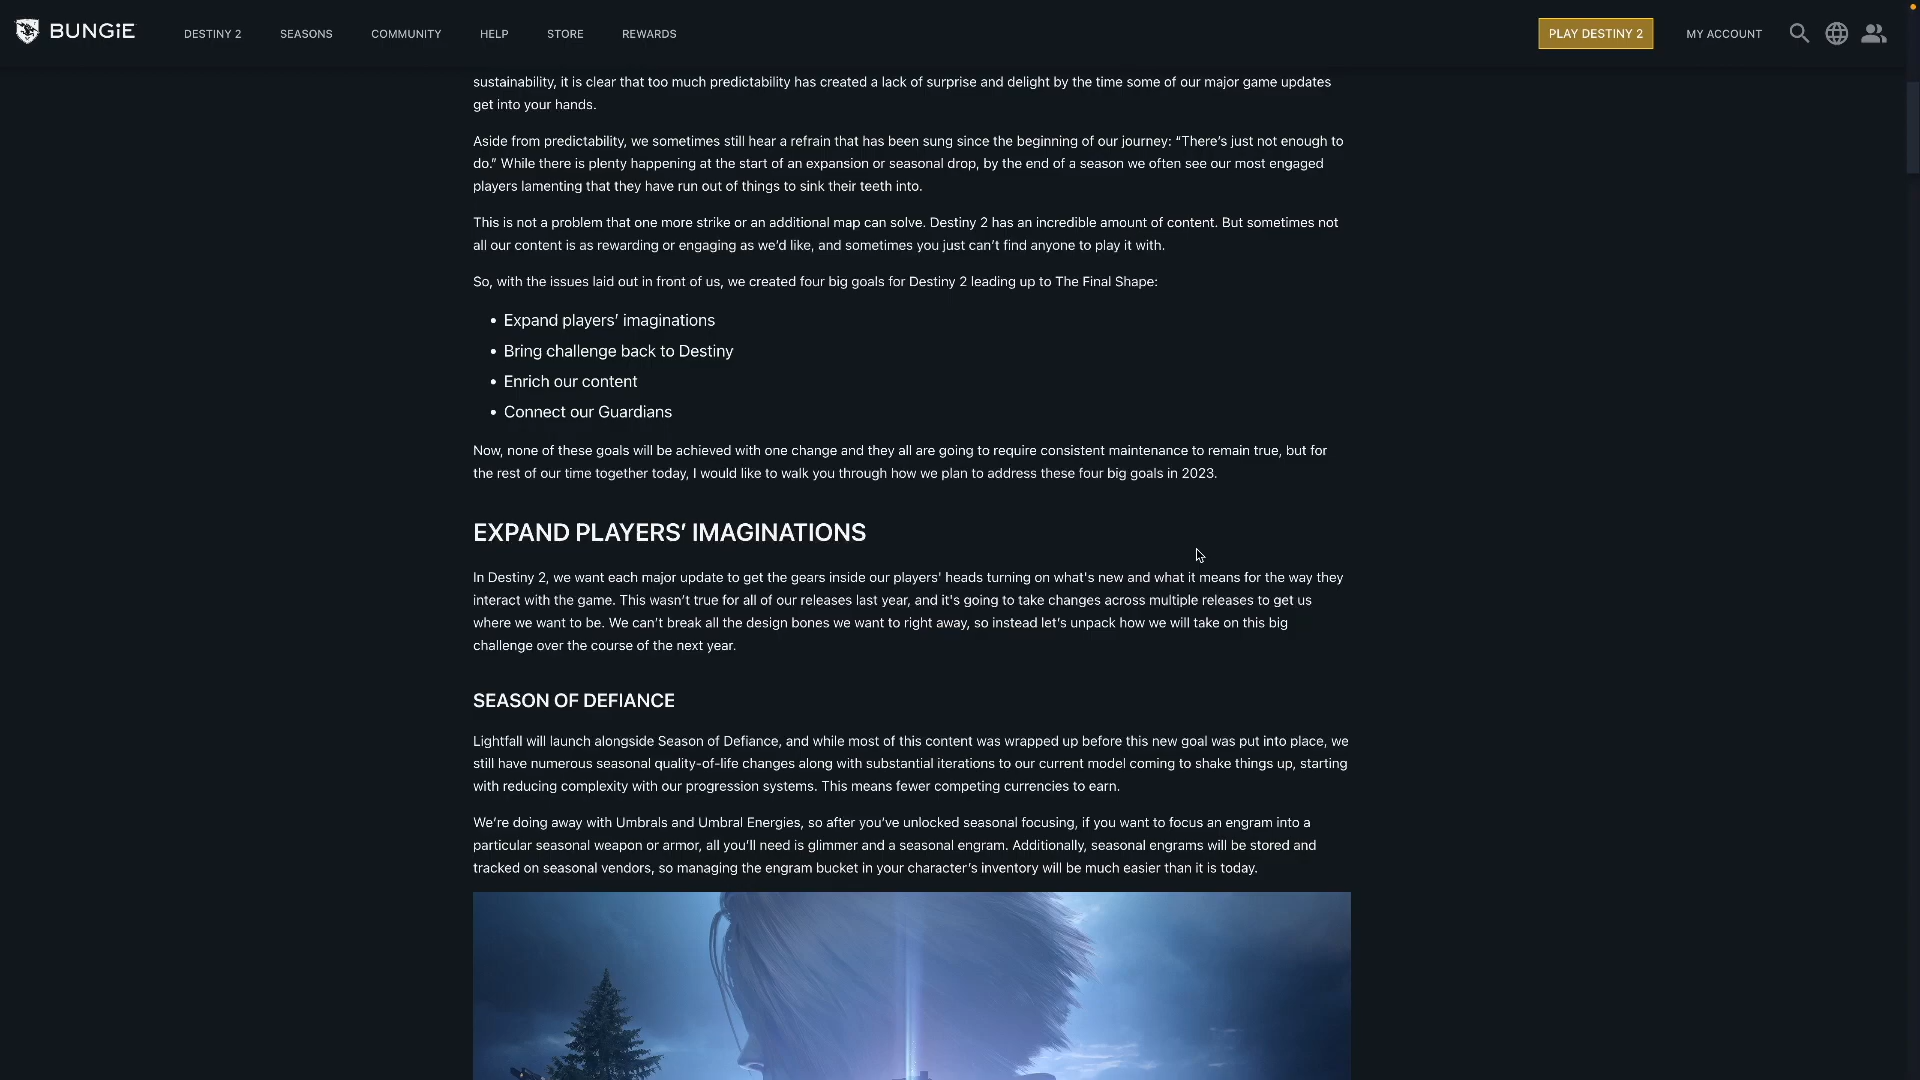 BUNGiE
DESTINY 2
SEASONS
COMMUNITY
HELP
STORE
REWARDS
PLAY DESTINY 2
MY ACCOUNT
sustainability, it is clear that too much predictability has created a lack of surprise and delight by the time some of our major game updates
get into your hands.
Aside from predictability, we sometimes still hear a refrain that has been sung since the beginning of our journey: “There’s just not enough to
do.” While there is plenty happening at the start of an expansion or seasonal drop, by the end of a season we often see our most engaged
players lamenting that they have run out of things to sink their teeth into.
This is not a problem that one more strike or an additional map can solve. Destiny 2 has an incredible amount of content. But sometimes not
all our content is as rewarding or engaging as we’d like, and sometimes you just can’t find anyone to play it with.
So, with the issues laid out in front of us, we created four big goals for Destiny 2 leading up to The Final Shape:
• Expand players’ imaginations
• Bring challenge back to Destiny
• Enrich our content
• Connect our Guardians
Now, none of these goals will be achieved with one change and they all are going to require consistent maintenance to remain true, but for
the rest of our time together today, I would like to walk you through how we plan to address these four big goals in 2023.
EXPAND PLAYERS’ IMAGINATIONS
In Destiny 2, we want each major update to get the gears inside our players' heads turning on what's new and what it means for the way they
interact with the game. This wasn’t true for all of our releases last year, and it's going to take changes across multiple releases to get us
where we want to be. We can’t break all the design bones we want to right away, so instead let’s unpack how we will take on this big
challenge over the course of the next year.
SEASON OF DEFIANCE
Lightfall will launch alongside Season of Defiance, and while most of this content was wrapped up before this new goal was put into place, we
still have numerous seasonal quality-of-life changes along with substantial iterations to our current model coming to shake things up, starting
with reducing complexity with our progression systems. This means fewer competing currencies to earn.
We’re doing away with Umbrals and Umbral Energies, so after you’ve unlocked seasonal focusing, if you want to focus an engram into a
particular seasonal weapon or armor, all you’ll need is glimmer and a seasonal engram. Additionally, seasonal engrams will be stored and
tracked on seasonal vendors, so managing the engram bucket in your character’s inventory will be much easier than it is today.